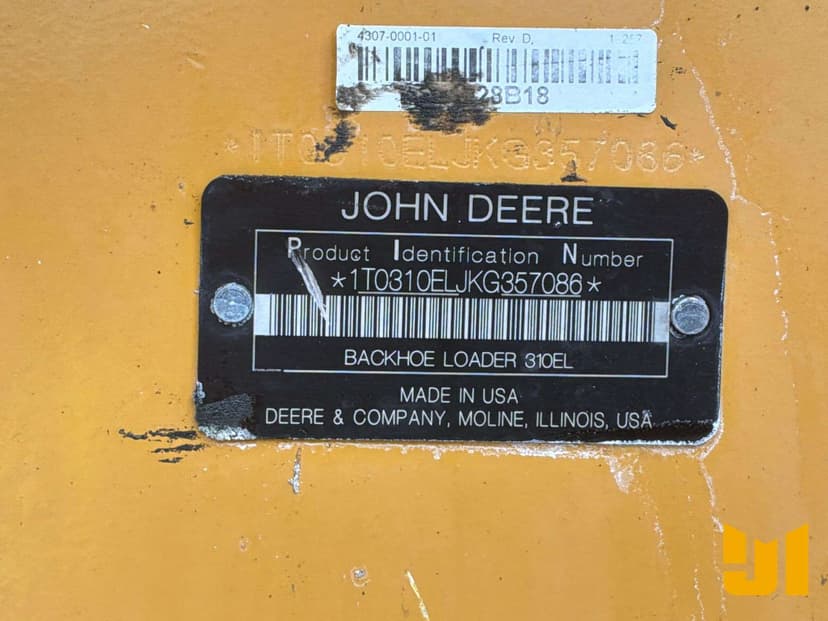 4307-0001-01 Rev. D.
28B18
*1T0310ELJKG357086*
JOHN DEERE
Product Identification Number
*1T0310ELJKG357086*
BACKHOE LOADER 310EL
MADE IN USA
DEERE & COMPANY, MOLINE, ILLINOIS, USA